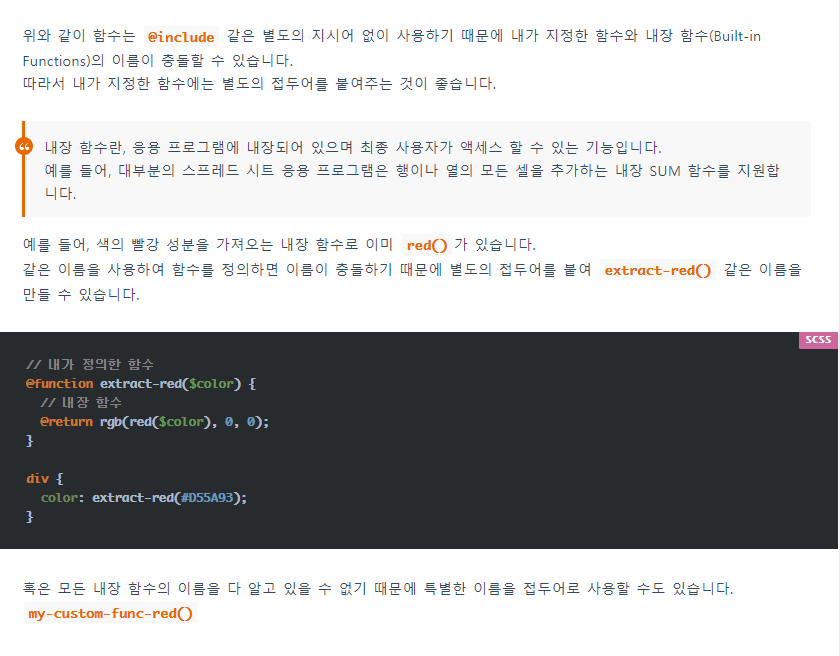 위와 같이 함수는 @include 같은 별도의 지시어 없이 사용하기 때문에 내가 지정한 함수와 내장 함수(Built-in
Functions)의 이름이 충돌할 수 있습니다.
따라서 내가 지정한 함수에는 별도의 접두어를 붙여주는 것이 좋습니다.
내장 함수란, 응용 프로그램에 내장되어 있으며 최종 사용자가 액세스 할 수 있는 기능입니다.
예를 들어, 대부분의 스프레드 시트 응용 프로그램은 행이나 열의 모든 셀을 추가하는 내장 SUM 함수를 지원합
니다.
예를 들어, 색의 빨강 성분을 가져오는 내장 함수로 이미 red() 가 있습니다.
같은 이름을 사용하여 함수를 정의하면 이름이 충돌하기 때문에 별도의 접두어를 붙여 extract-red() 같은 이름을
만들 수 있습니다.
SCSS
// 내가 정의한 함수
@function extract-red($color) {
  // 내장 함수
  @return rgb(red($color), 0, 0);
}

div {
  color: extract-red(#D55A93);
}
혹은 모든 내장 함수의 이름을 다 알고 있을 수 없기 때문에 특별한 이름을 접두어로 사용할 수도 있습니다.
my-custom-func-red()